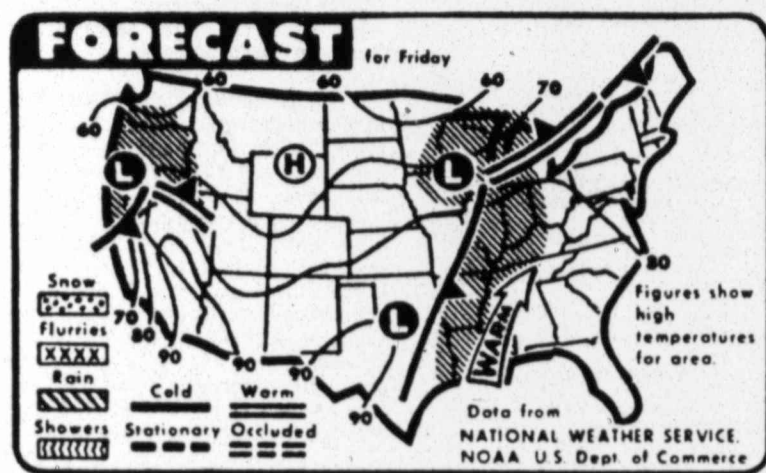 FORECAST
for Friday
60
60
60
70
60
L
H
L
80
Snow
Flurries
XXXX
Rain
Showers
70
80
90
90
90
90
L
WARM
Cold
Warm
Stationary
Occluded
Figures show
high
temperatures
for area.
Data from
NATIONAL WEATHER SERVICE.
NOAA U.S. Dept. of Commerce